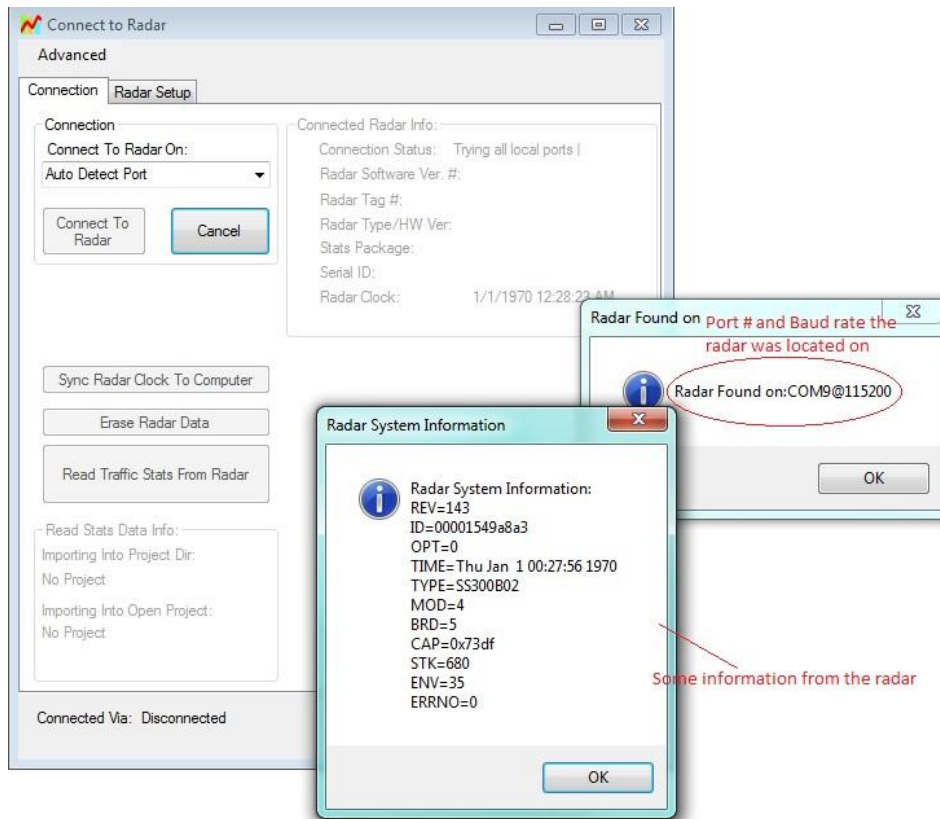 Connect to Radar
Advanced
Connection
Radar Setup
Connection
Connect To Radar On:
Auto Detect Port
Connect To
Radar
Cancel
Connected Radar Info:
Connection Status: Trying all local ports |
Radar Software Ver. #:
Radar Tag #:
Radar Type/HW Ver:
Stats Package:
Serial ID:
Radar Clock: 1/1/1970 12:28:23 AM
Sync Radar Clock To Computer
Erase Radar Data
Read Traffic Stats From Radar
Read Stats Data Info:
Importing Into Project Dir:
No Project
Importing Into Open Project:
No Project
Connected Via: Disconnected
Radar Found on
Port # and Baud rate the
radar was located on
Radar Found on:COM9@115200
OK
Radar System Information
Radar System Information:
REV=143
ID=00001549a8a3
OPT=0
TIME=Thu Jan 1 00:27:56 1970
TYPE=SS300B02
MOD=4
BRD=5
CAP=0x73df
STK=680
ENV=35
ERRNO=0
OK
Some information from the radar